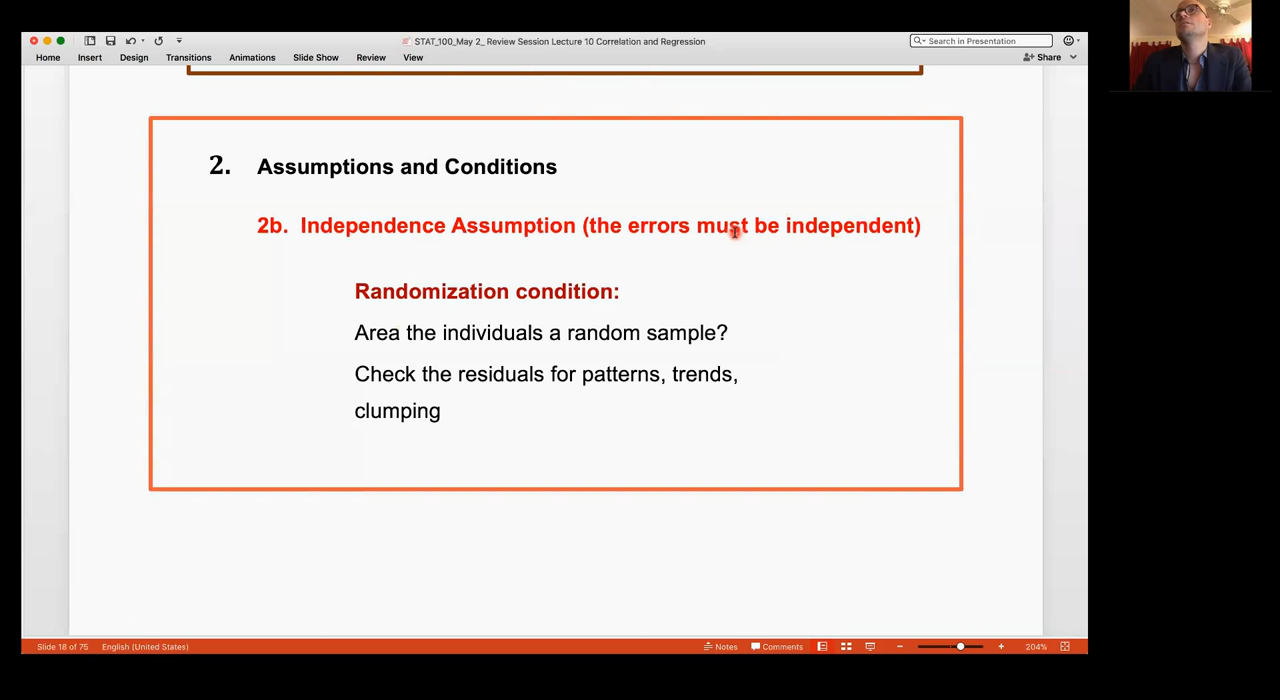 STAT_100_May 2_ Review Session Lecture 10 Correlation and Regression
Search in Presentation
Home Insert Design Transitions Slide Show Animations Review View
Share
2. Assumptions and Conditions
2b. Independence Assumption (the errors must be independent)
Randomization condition:
Area the individuals a random sample?
Check the residuals for patterns, trends,
clumping
Slide 18 of 75 English (United States) Notes Comments 204%